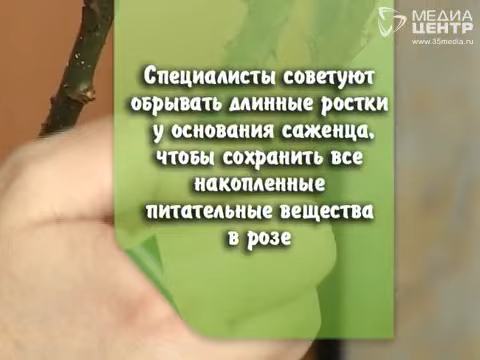 МЕДИА
ЦЕНТР
www.35media.ru
Специалисты советуют
обрывать длинные ростки
у основания саженца,
чтобы сохранить все
накопленные
питательные вещества
в розе